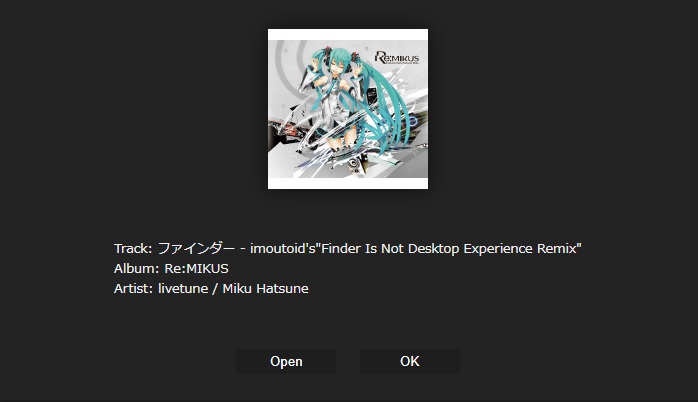 Re:MIKUS
Track: ファインダー - imoutoid's"Finder Is Not Desktop Experience Remix"
Album: Re:MIKUS
Artist: livetune / Miku Hatsune
Open
OK